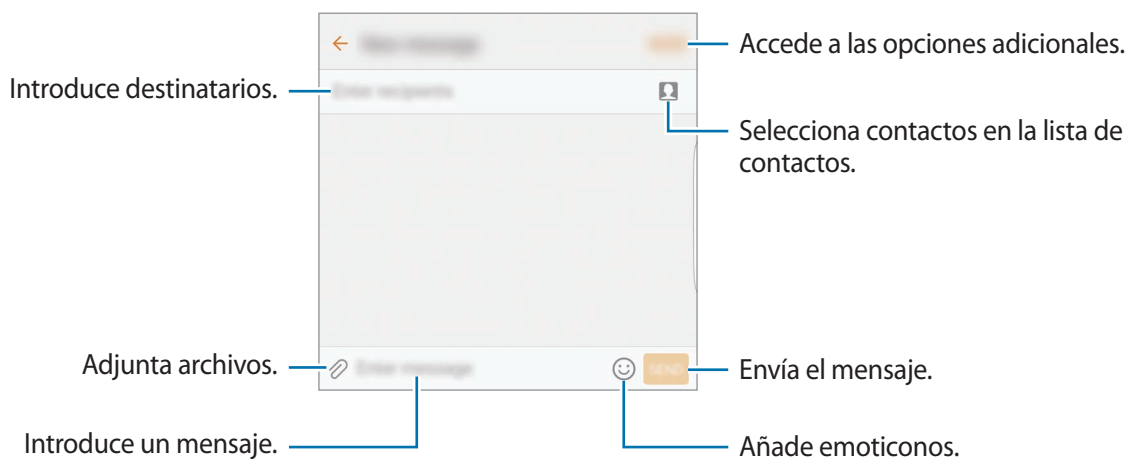 Accede a las opciones adicionales.
Introduce destinatarios.
Selecciona contactos en la lista de
contactos.
Adjunta archivos.
SEND
Envía el mensaje.
Introduce un mensaje.
Añade emoticonos.